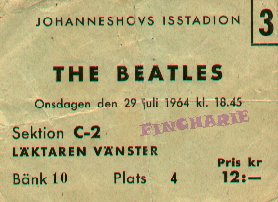 JOHANNESHOVS ISSTADION
3
THE BEATLES
Onsdagen den 29 juli 1964 kl. 18.45
FINCHARIE
Sektion C-2
LÄKTAREN VÄNSTER
Pris kr
Bänk 10 Plats 4 12:—